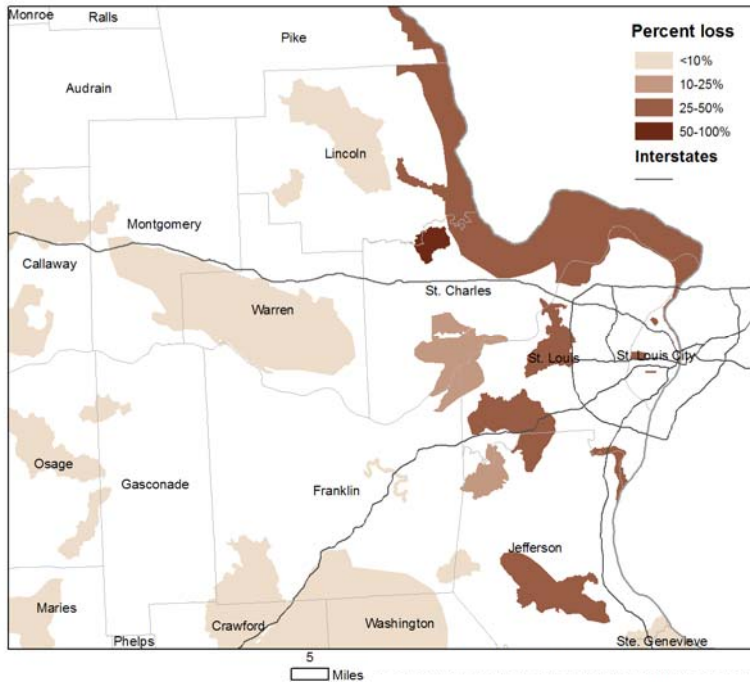 Monroe
Ralls
Pike
Audrain
Percent loss
<10%
10-25%
25-50%
50-100%
Interstates
Lincoln
Montgomery
Callaway
St. Charles
Warren
St. Louis
St. Louis City
Osage
Gasconade
Franklin
Jefferson
Maries
Phelps
Crawford
Washington
Ste. Genevieve
5
Miles